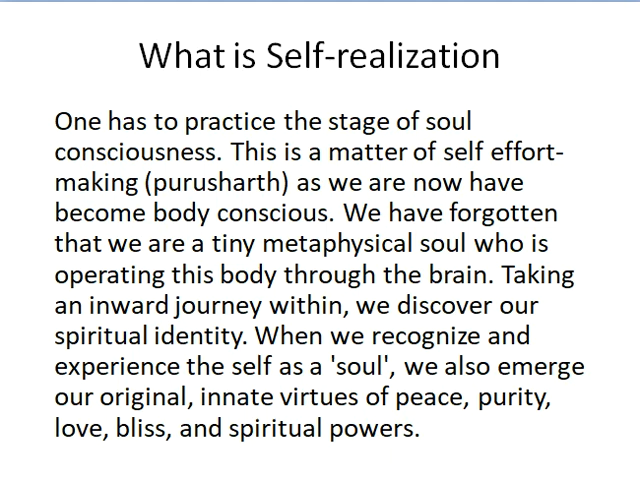 What is Self-realization
One has to practice the stage of soul
consciousness. This is a matter of self effort-
making (purusharth) as we are now have
become body conscious. We have forgotten
that we are a tiny metaphysical soul who is
operating this body through the brain. Taking
an inward journey within, we discover our
spiritual identity. When we recognize and
experience the self as a 'soul', we also emerge
our original, innate virtues of peace, purity,
love, bliss, and spiritual powers.